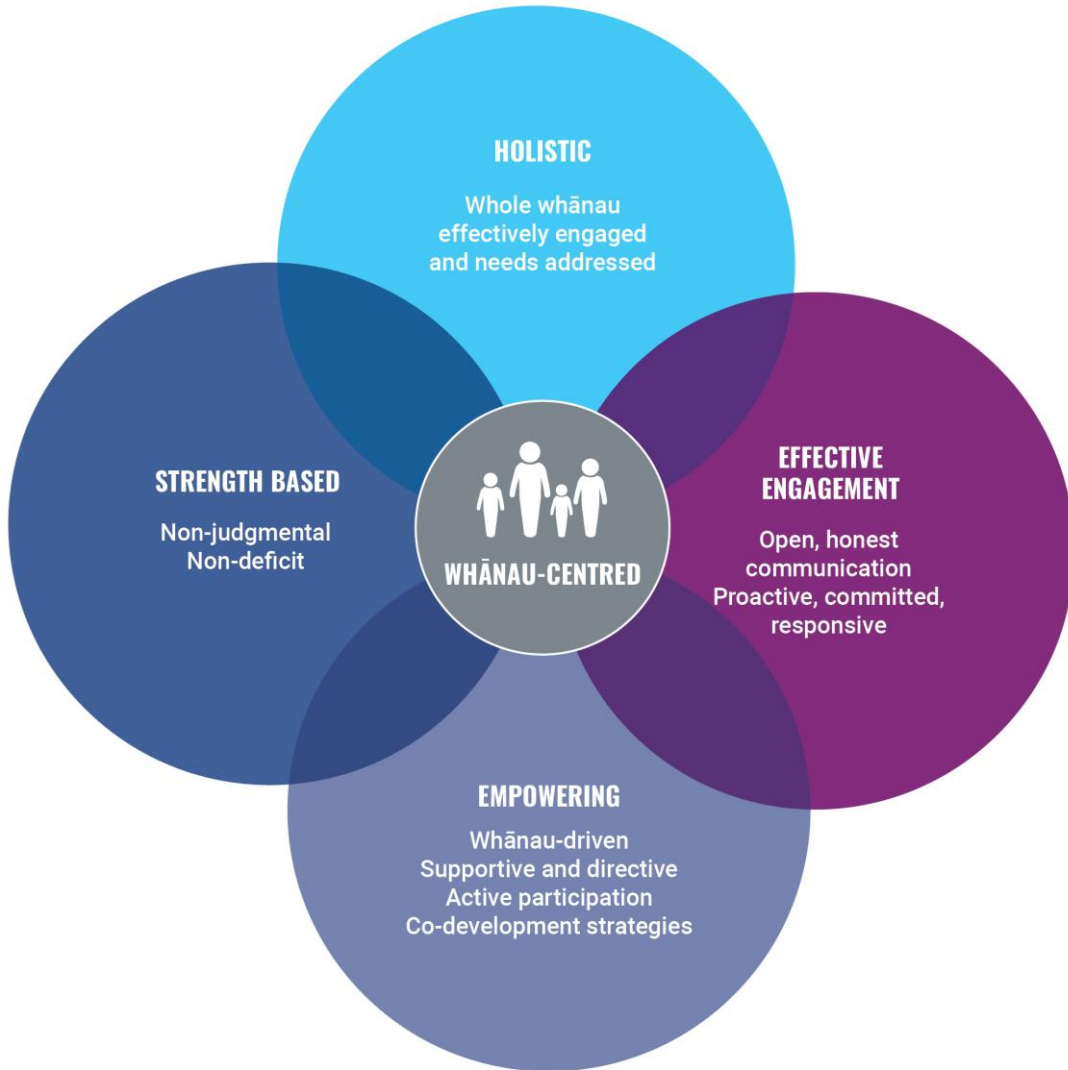 HOLISTIC
Whole whānau
effectively engaged
and needs addressed
STRENGTH BASED
Non-judgmental
Non-deficit
WHĀNAU-CENTRED
EFFECTIVE
ENGAGEMENT
Open, honest
communication
Proactive, committed,
responsive
EMPOWERING
Whānau-driven
Supportive and directive
Active participation
Co-development strategies